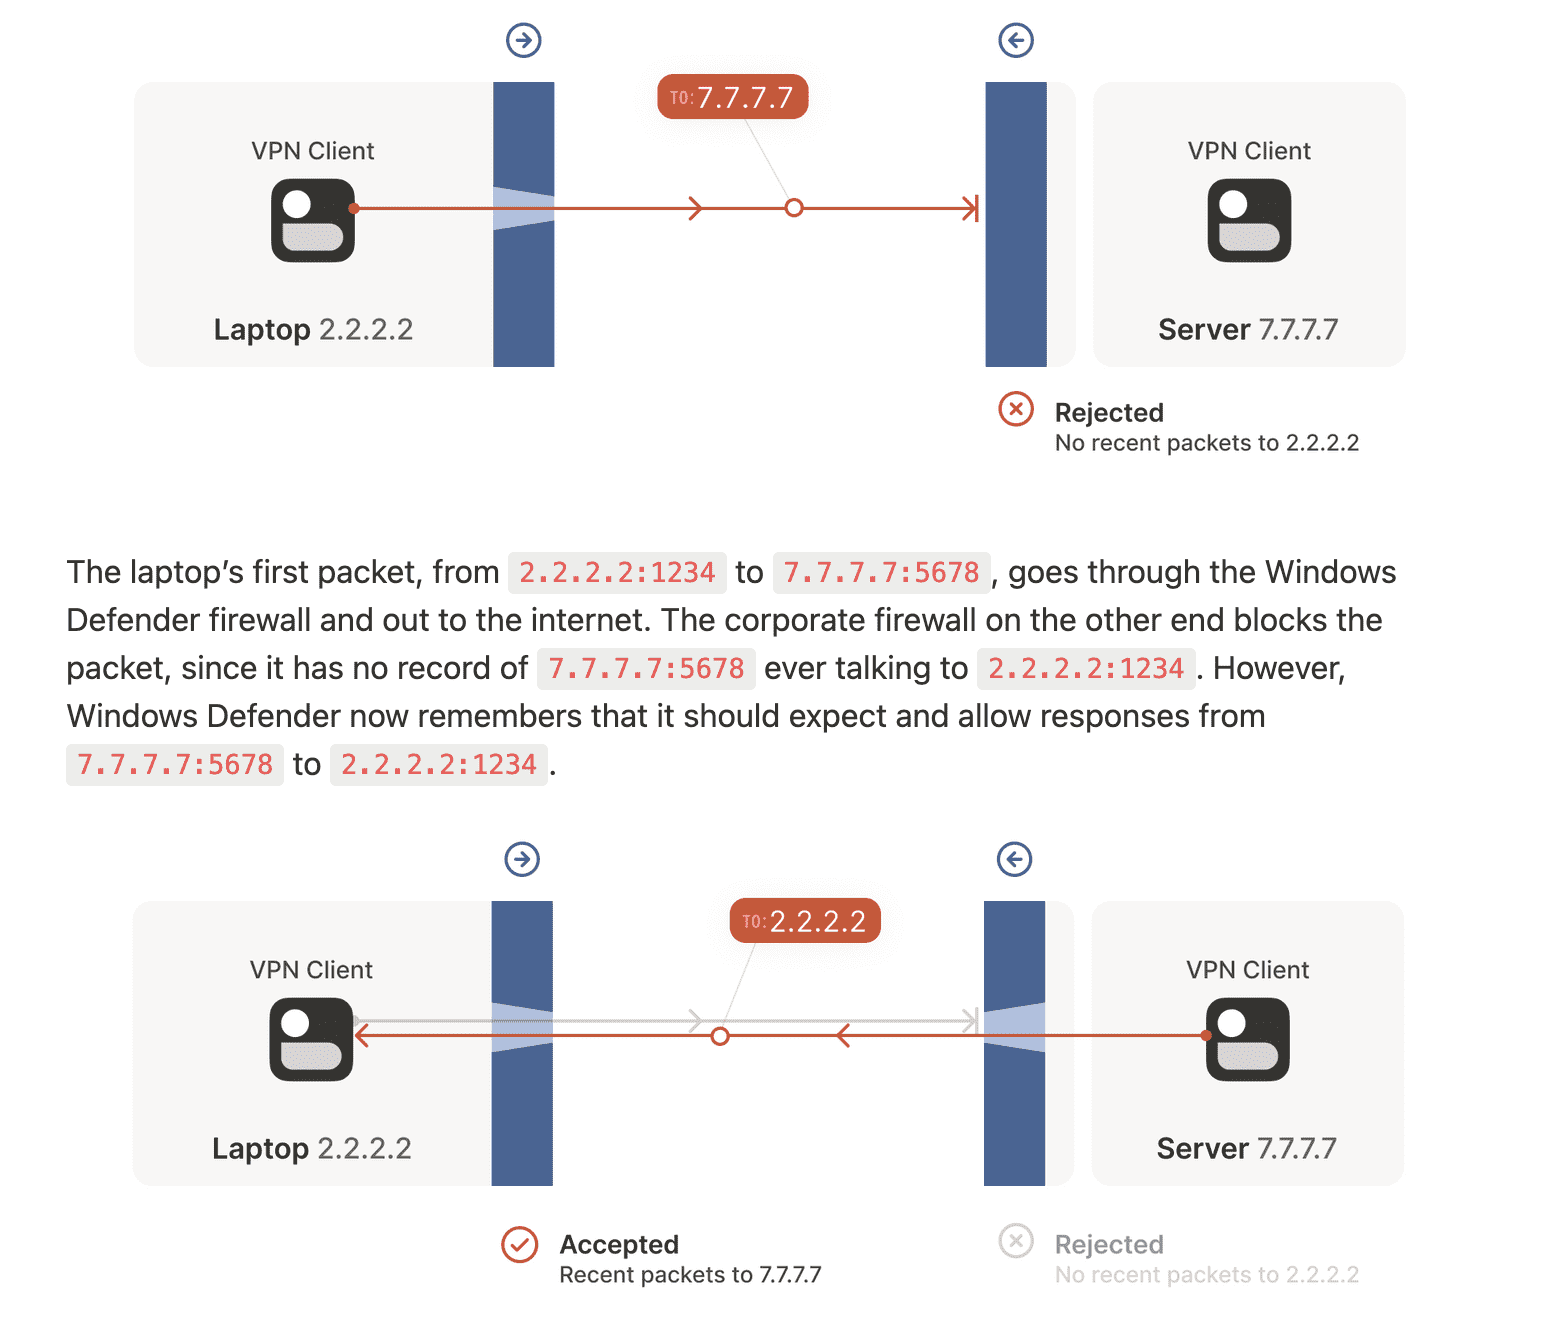 TO: 7.7.7.7
VPN Client
VPN Client
Laptop 2.2.2.2
Server 7.7.7.7
Rejected
No recent packets to 2.2.2.2
The laptop’s first packet, from 2.2.2.2:1234 to 7.7.7.7:5678, goes through the Windows
Defender firewall and out to the internet. The corporate firewall on the other end blocks the
packet, since it has no record of 7.7.7.7:5678 ever talking to 2.2.2.2:1234. However,
Windows Defender now remembers that it should expect and allow responses from
7.7.7.7:5678 to 2.2.2.2:1234.
TO: 2.2.2.2
VPN Client
VPN Client
Laptop 2.2.2.2
Server 7.7.7.7
Accepted
Recent packets to 7.7.7.7
Rejected
No recent packets to 2.2.2.2